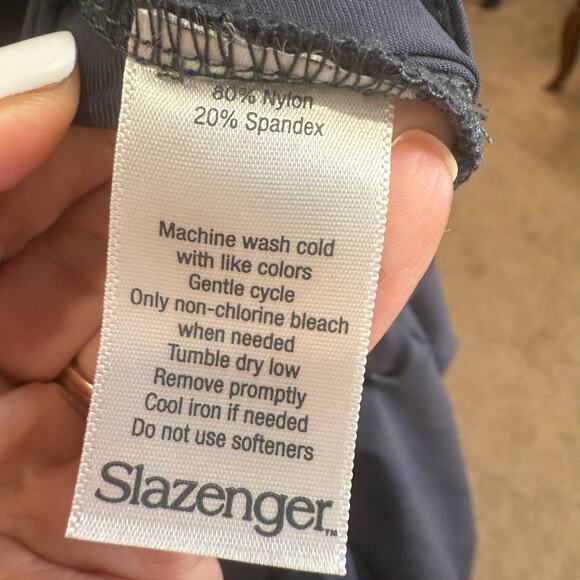 80% Nylon
20% Spandex
Machine wash cold
with like colors
Gentle cycle
Only non-chlorine bleach
when needed
Tumble dry low
Remove promptly
Cool iron if needed
Do not use softeners
Slazenger™